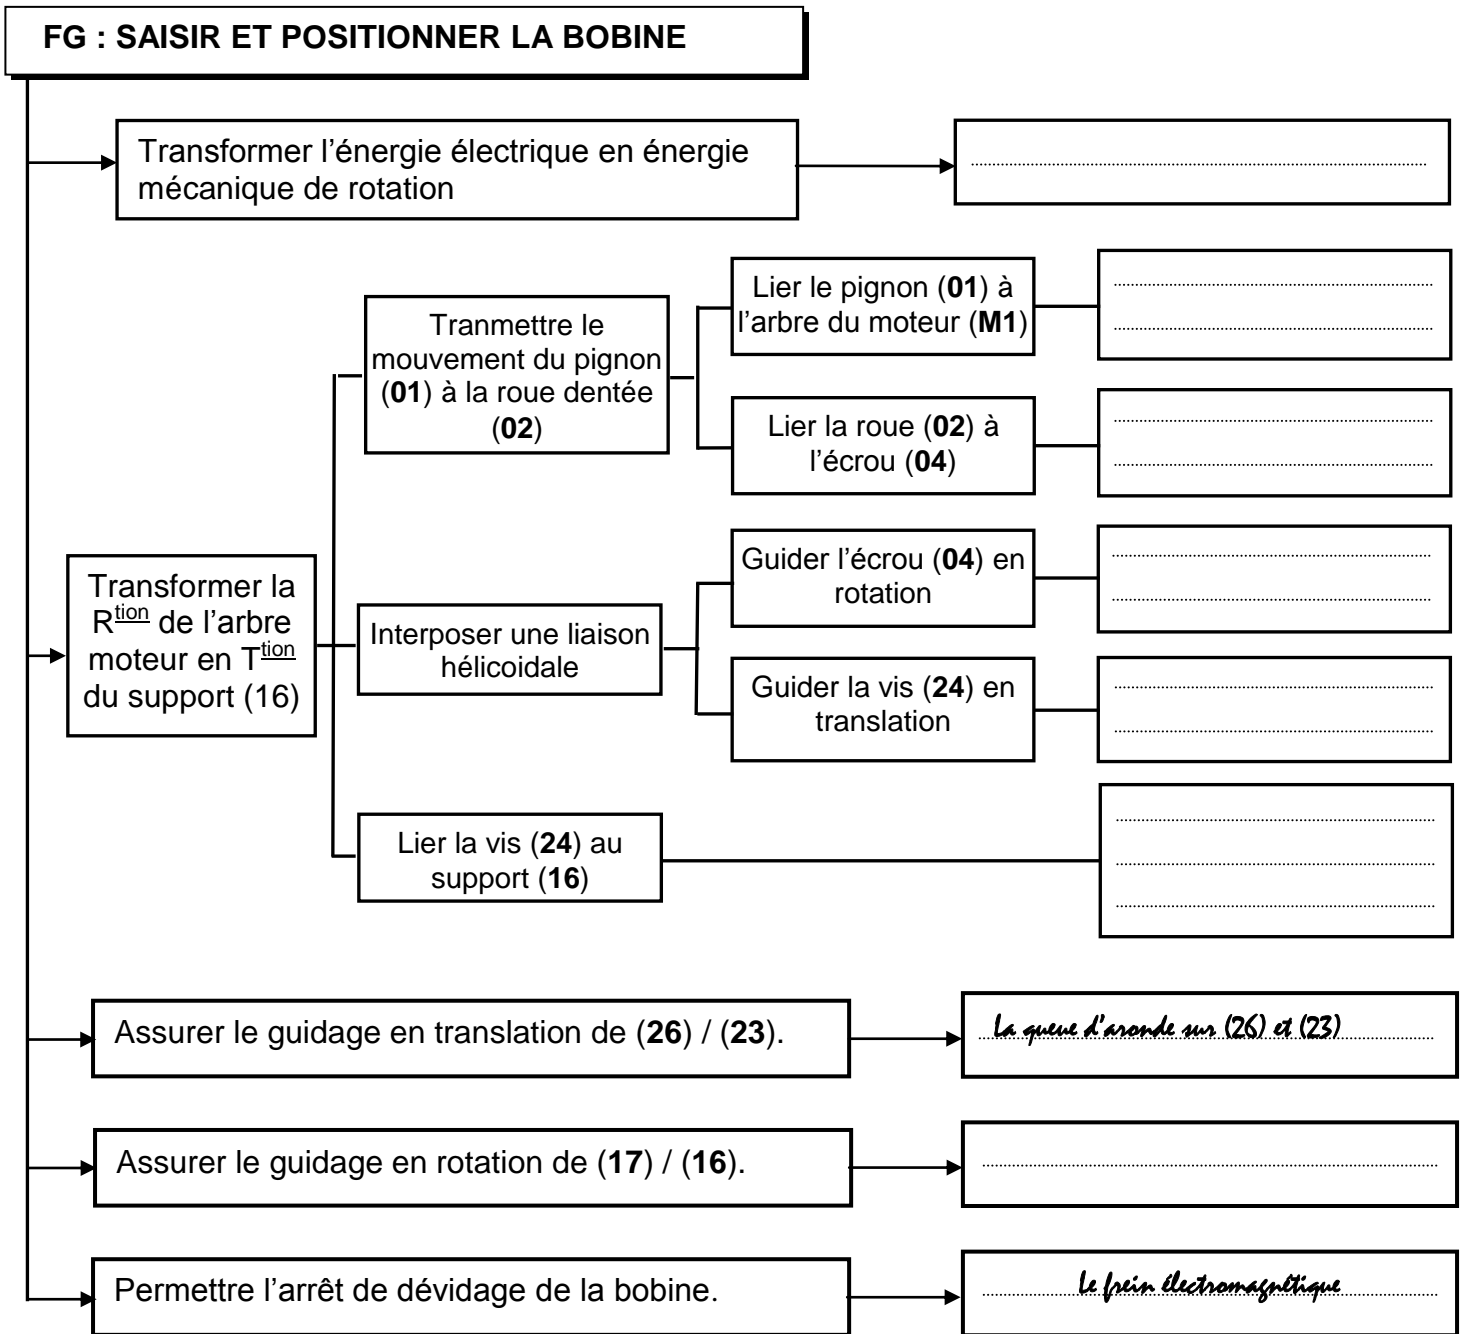 FG : SAISIR ET POSITIONNER LA BOBINE
Transformer l’énergie électrique en énergie
mécanique de rotation
Tranmettre le
mouvement du pignon
(01) à la roue dentée
(02)
Lier le pignon (01) à
l’arbre du moteur (M1)
Lier la roue (02) à
l’écrou (04)
Transformer la
Rtion de l’arbre
moteur en Ttion
du support (16)
Interposer une liaison
hélicoidale
Guider l’écrou (04) en
rotation
Guider la vis (24) en
translation
Lier la vis (24) au
support (16)
Assurer le guidage en translation de (26) / (23).
La queue d’aronde sur (26) et (23)
Assurer le guidage en rotation de (17) / (16).
Permettre l’arrêt de dévidage de la bobine.
Le frein électromagnétique